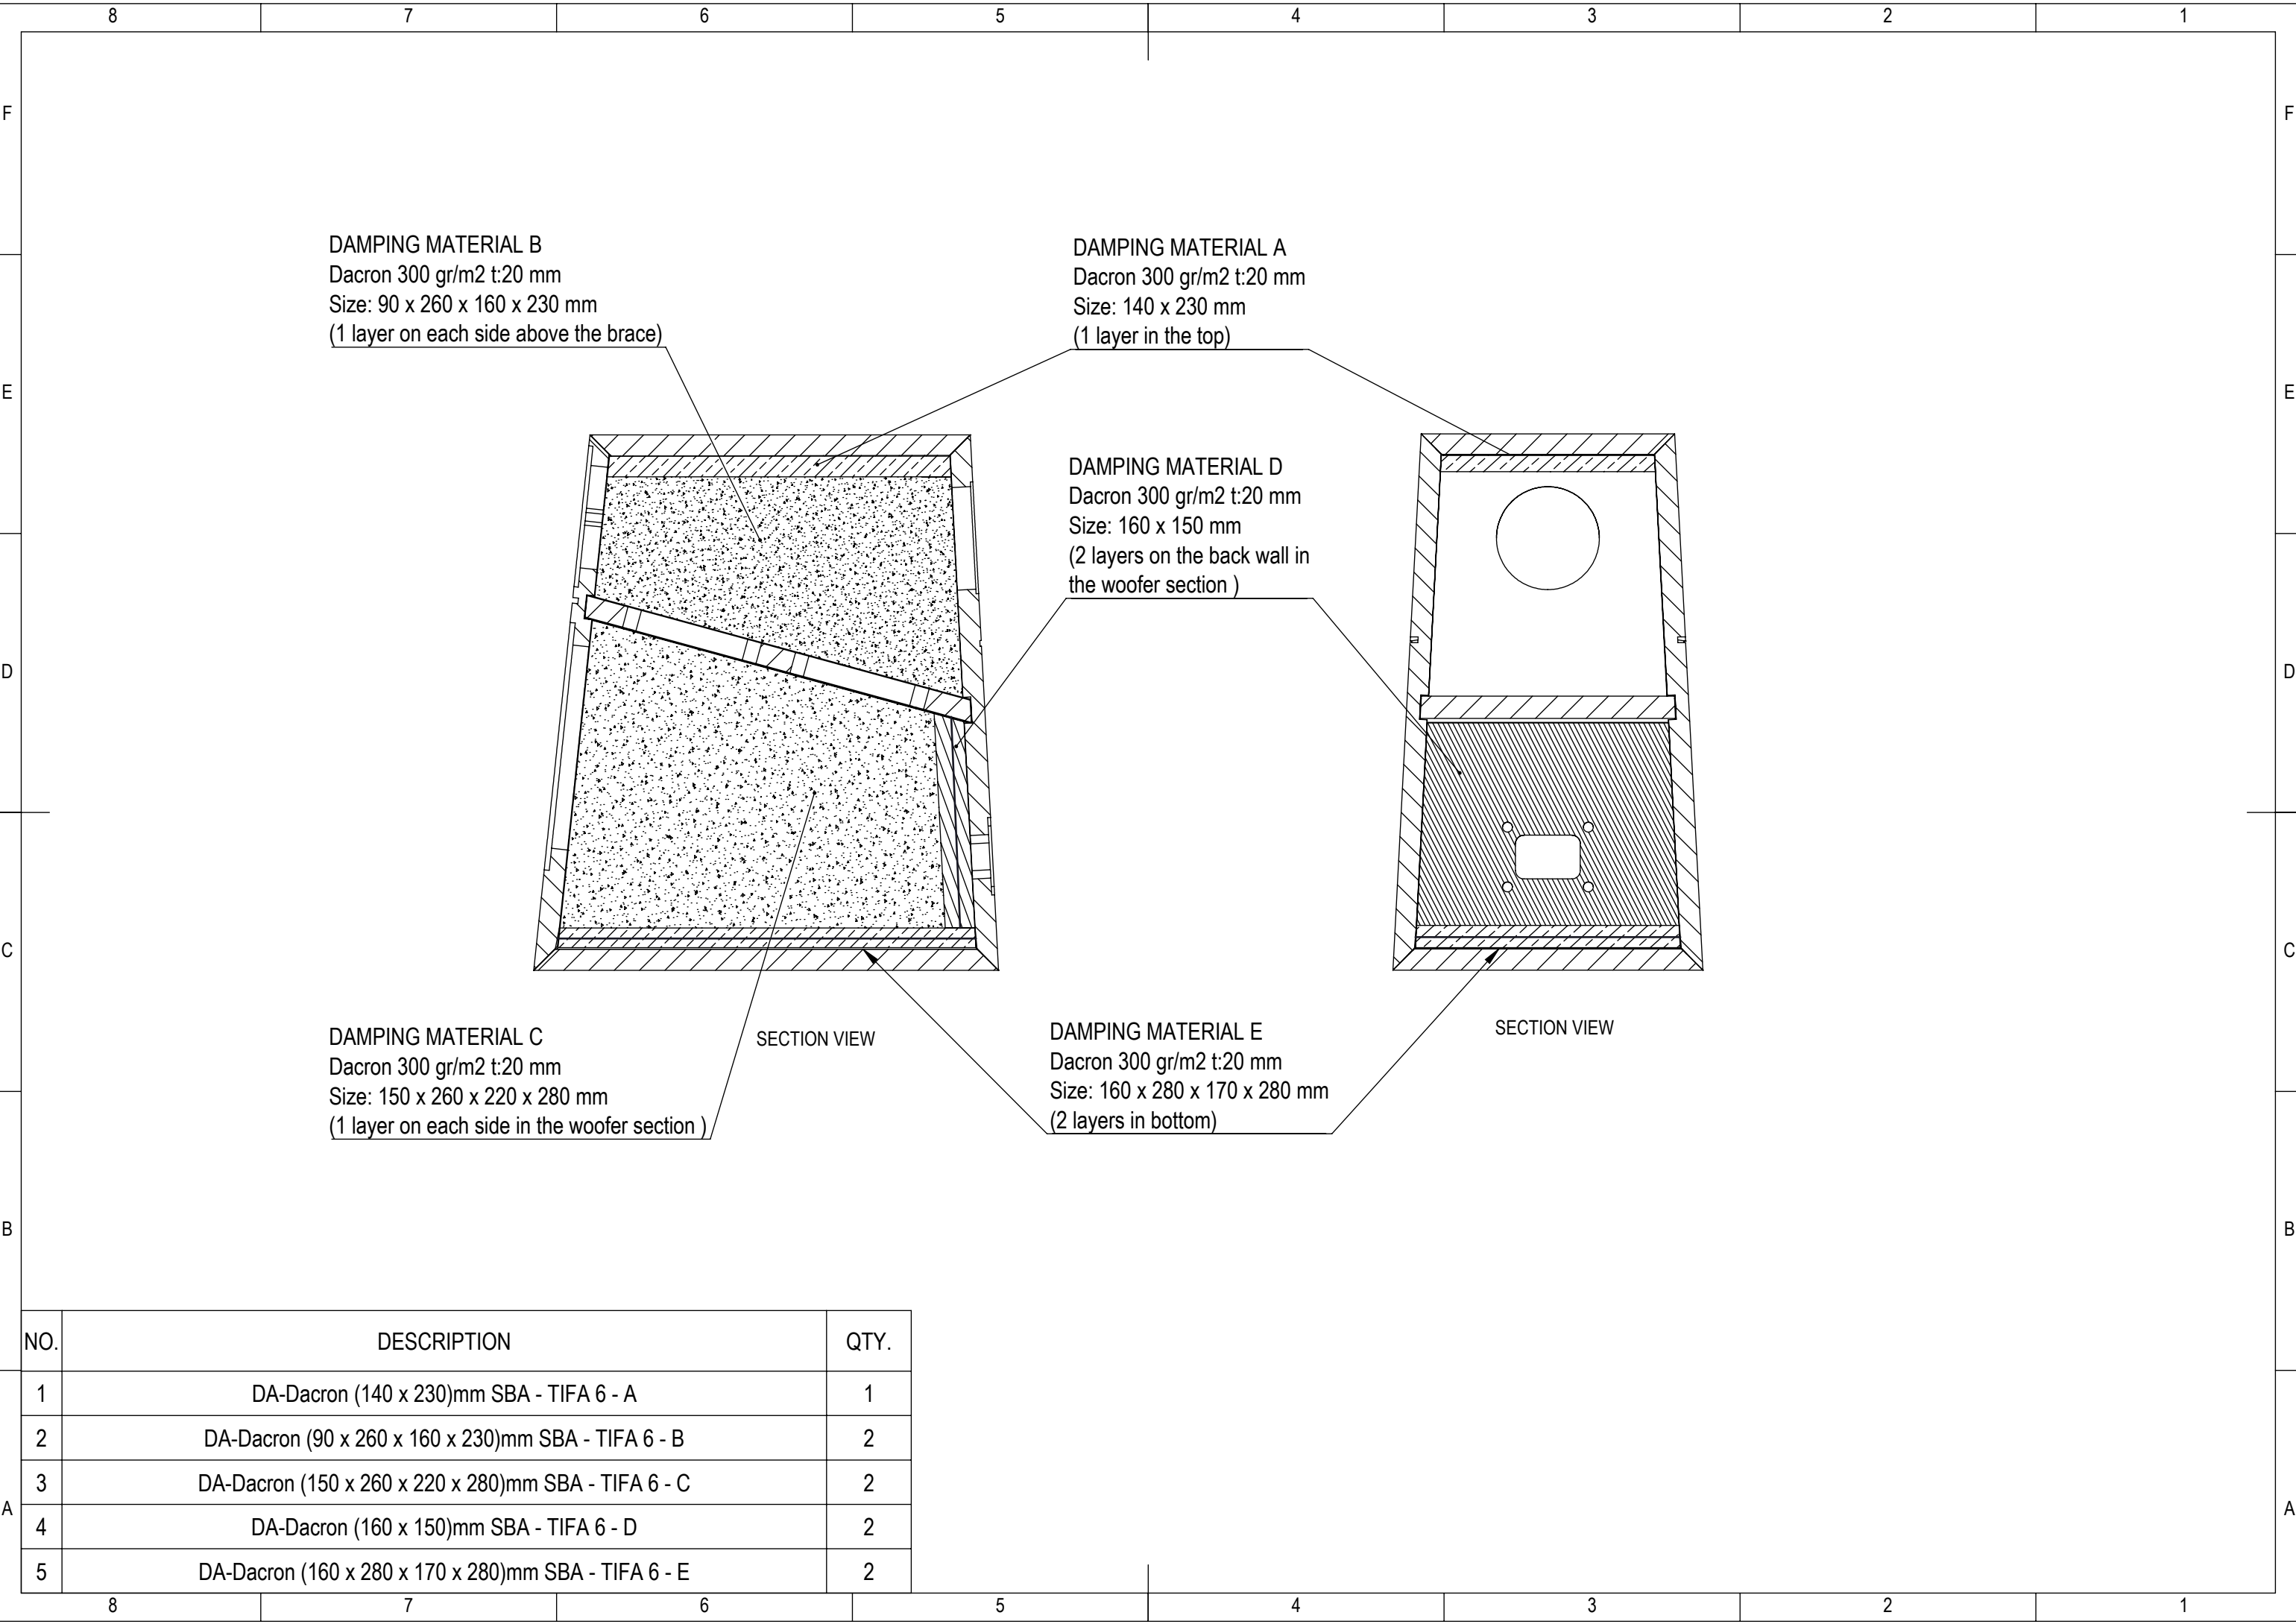 8 7 6 5 4 3 2 1
F F
E E
D D
C C
B B
A A
DAMPING MATERIAL B
Dacron 300 gr/m2 t:20 mm
Size: 90 x 260 x 160 x 230 mm
(1 layer on each side above the brace)
DAMPING MATERIAL A
Dacron 300 gr/m2 t:20 mm
Size: 140 x 230 mm
(1 layer in the top)
DAMPING MATERIAL D
Dacron 300 gr/m2 t:20 mm
Size: 160 x 150 mm
(2 layers on the back wall in
the woofer section )
DAMPING MATERIAL C
Dacron 300 gr/m2 t:20 mm
Size: 150 x 260 x 220 x 280 mm
(1 layer on each side in the woofer section )
SECTION VIEW
DAMPING MATERIAL E
Dacron 300 gr/m2 t:20 mm
Size: 160 x 280 x 170 x 280 mm
(2 layers in bottom)
SECTION VIEW
NO. DESCRIPTION QTY.
1 DA-Dacron (140 x 230)mm SBA - TIFA 6 - A 1
2 DA-Dacron (90 x 260 x 160 x 230)mm SBA - TIFA 6 - B 2
3 DA-Dacron (150 x 260 x 220 x 280)mm SBA - TIFA 6 - C 2
4 DA-Dacron (160 x 150)mm SBA - TIFA 6 - D 2
5 DA-Dacron (160 x 280 x 170 x 280)mm SBA - TIFA 6 - E 2
8 7 6 5 4 3 2 1